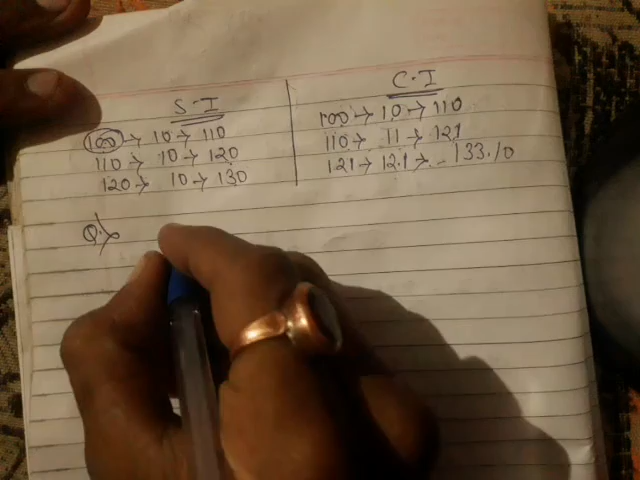 S.I
100 → 10 → 110
110 → 10 → 120
120 → 10 → 130
C.I
100 → 10 → 110
110 → 11 → 121
121 → 12.1 → 133.10
Q.